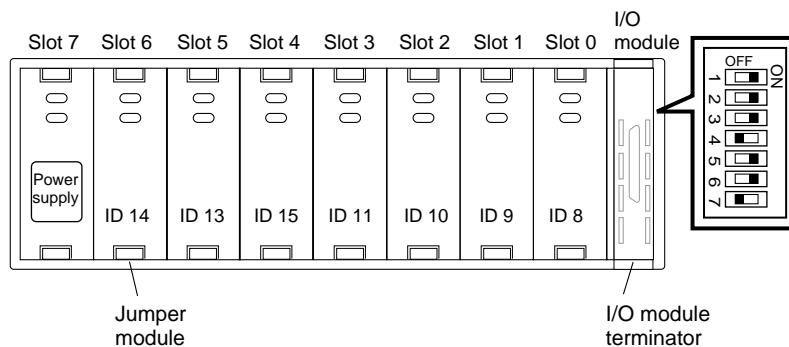 I/O
module
Slot 7 Slot 6 Slot 5 Slot 4 Slot 3 Slot 2 Slot 1 Slot 0
OFF
ON
1
2
3
4
5
6
7
Power
supply
ID 14 ID 13 ID 15 ID 11 ID 10 ID 9 ID 8
Jumper
module
I/O module
terminator